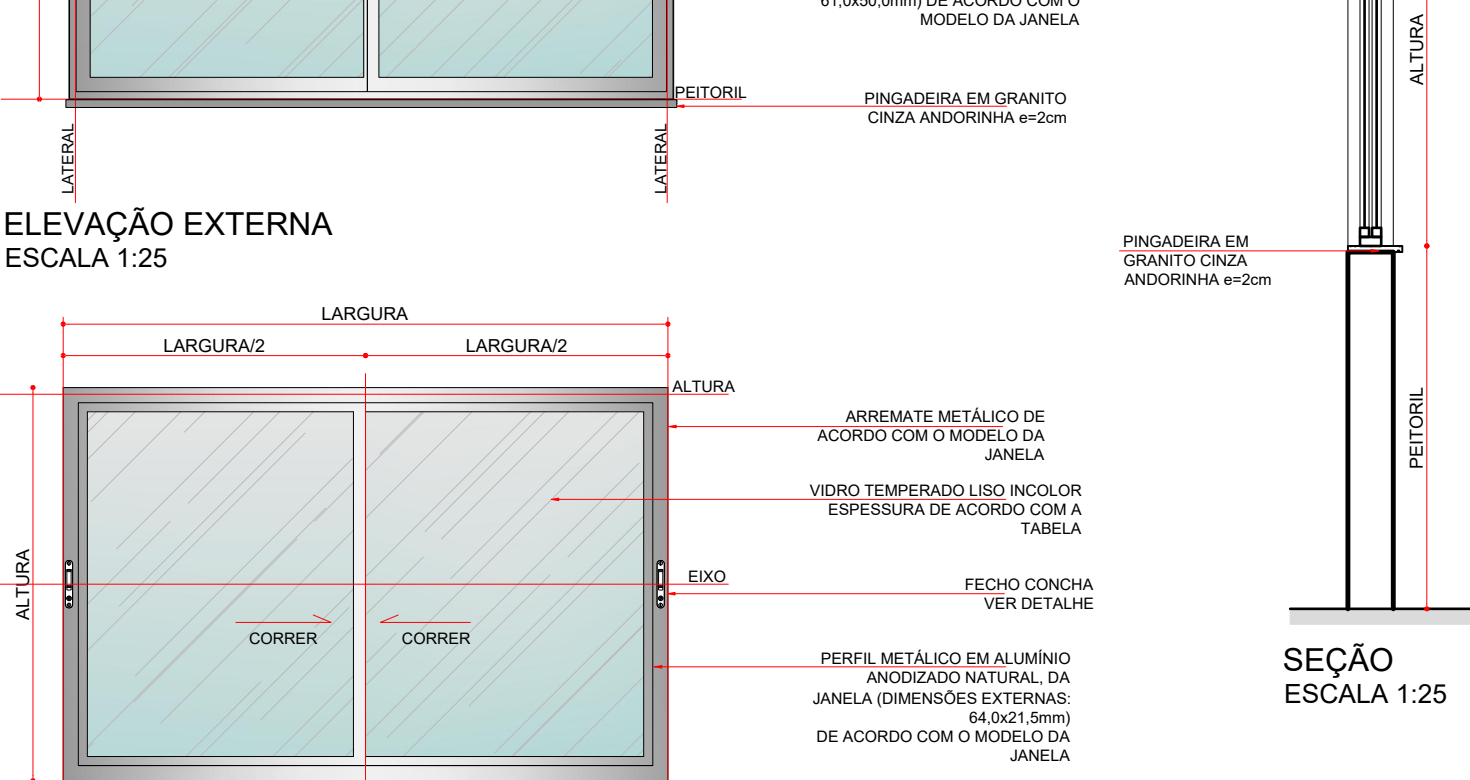 61,0x50,0mm) DE ACORDO COM O
MODELO DA JANELA
ALTURA
PEITORIL
PINGADEIRA EM GRANITO
CINZA ANDORINHA e=2cm
LATERAL
LATERAL
ELEVAÇÃO EXTERNA
ESCALA 1:25
PINGADEIRA EM
GRANITO CINZA
ANDORINHA e=2cm
LARGURA
LARGURA/2
LARGURA/2
ALTURA
ARREMATE METÁLICO DE
ACORDO COM O MODELO DA
JANELA
PEITORIL
VIDRO TEMPERADO LISO INCOLOR
ESPESSURA DE ACORDO COM A
TABELA
ALTURA
EIXO
FECHO CONCHA
VER DETALHE
CORRER
CORRER
PERFIL METÁLICO EM ALUMÍNIO
ANODIZADO NATURAL, DA
JANELA (DIMENSÕES EXTERNAS:
64,0x21,5mm)
DE ACORDO COM O MODELO DA
JANELA
SEÇÃO
ESCALA 1:25